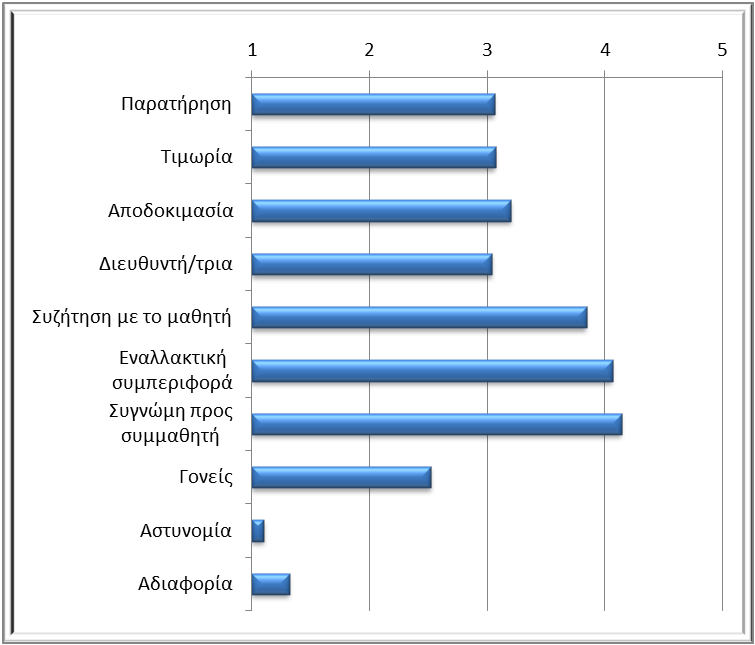 1 2 3 4 5
Παρατήρηση
Τιμωρία
Αποδοκιμασία
Διευθυντή/τρια
Συζήτηση με το μαθητή
Εναλλακτική
συμπεριφορά
Συγνώμη προς
συμμαθητή
Γονείς
Αστυνομία
Αδιαφορία